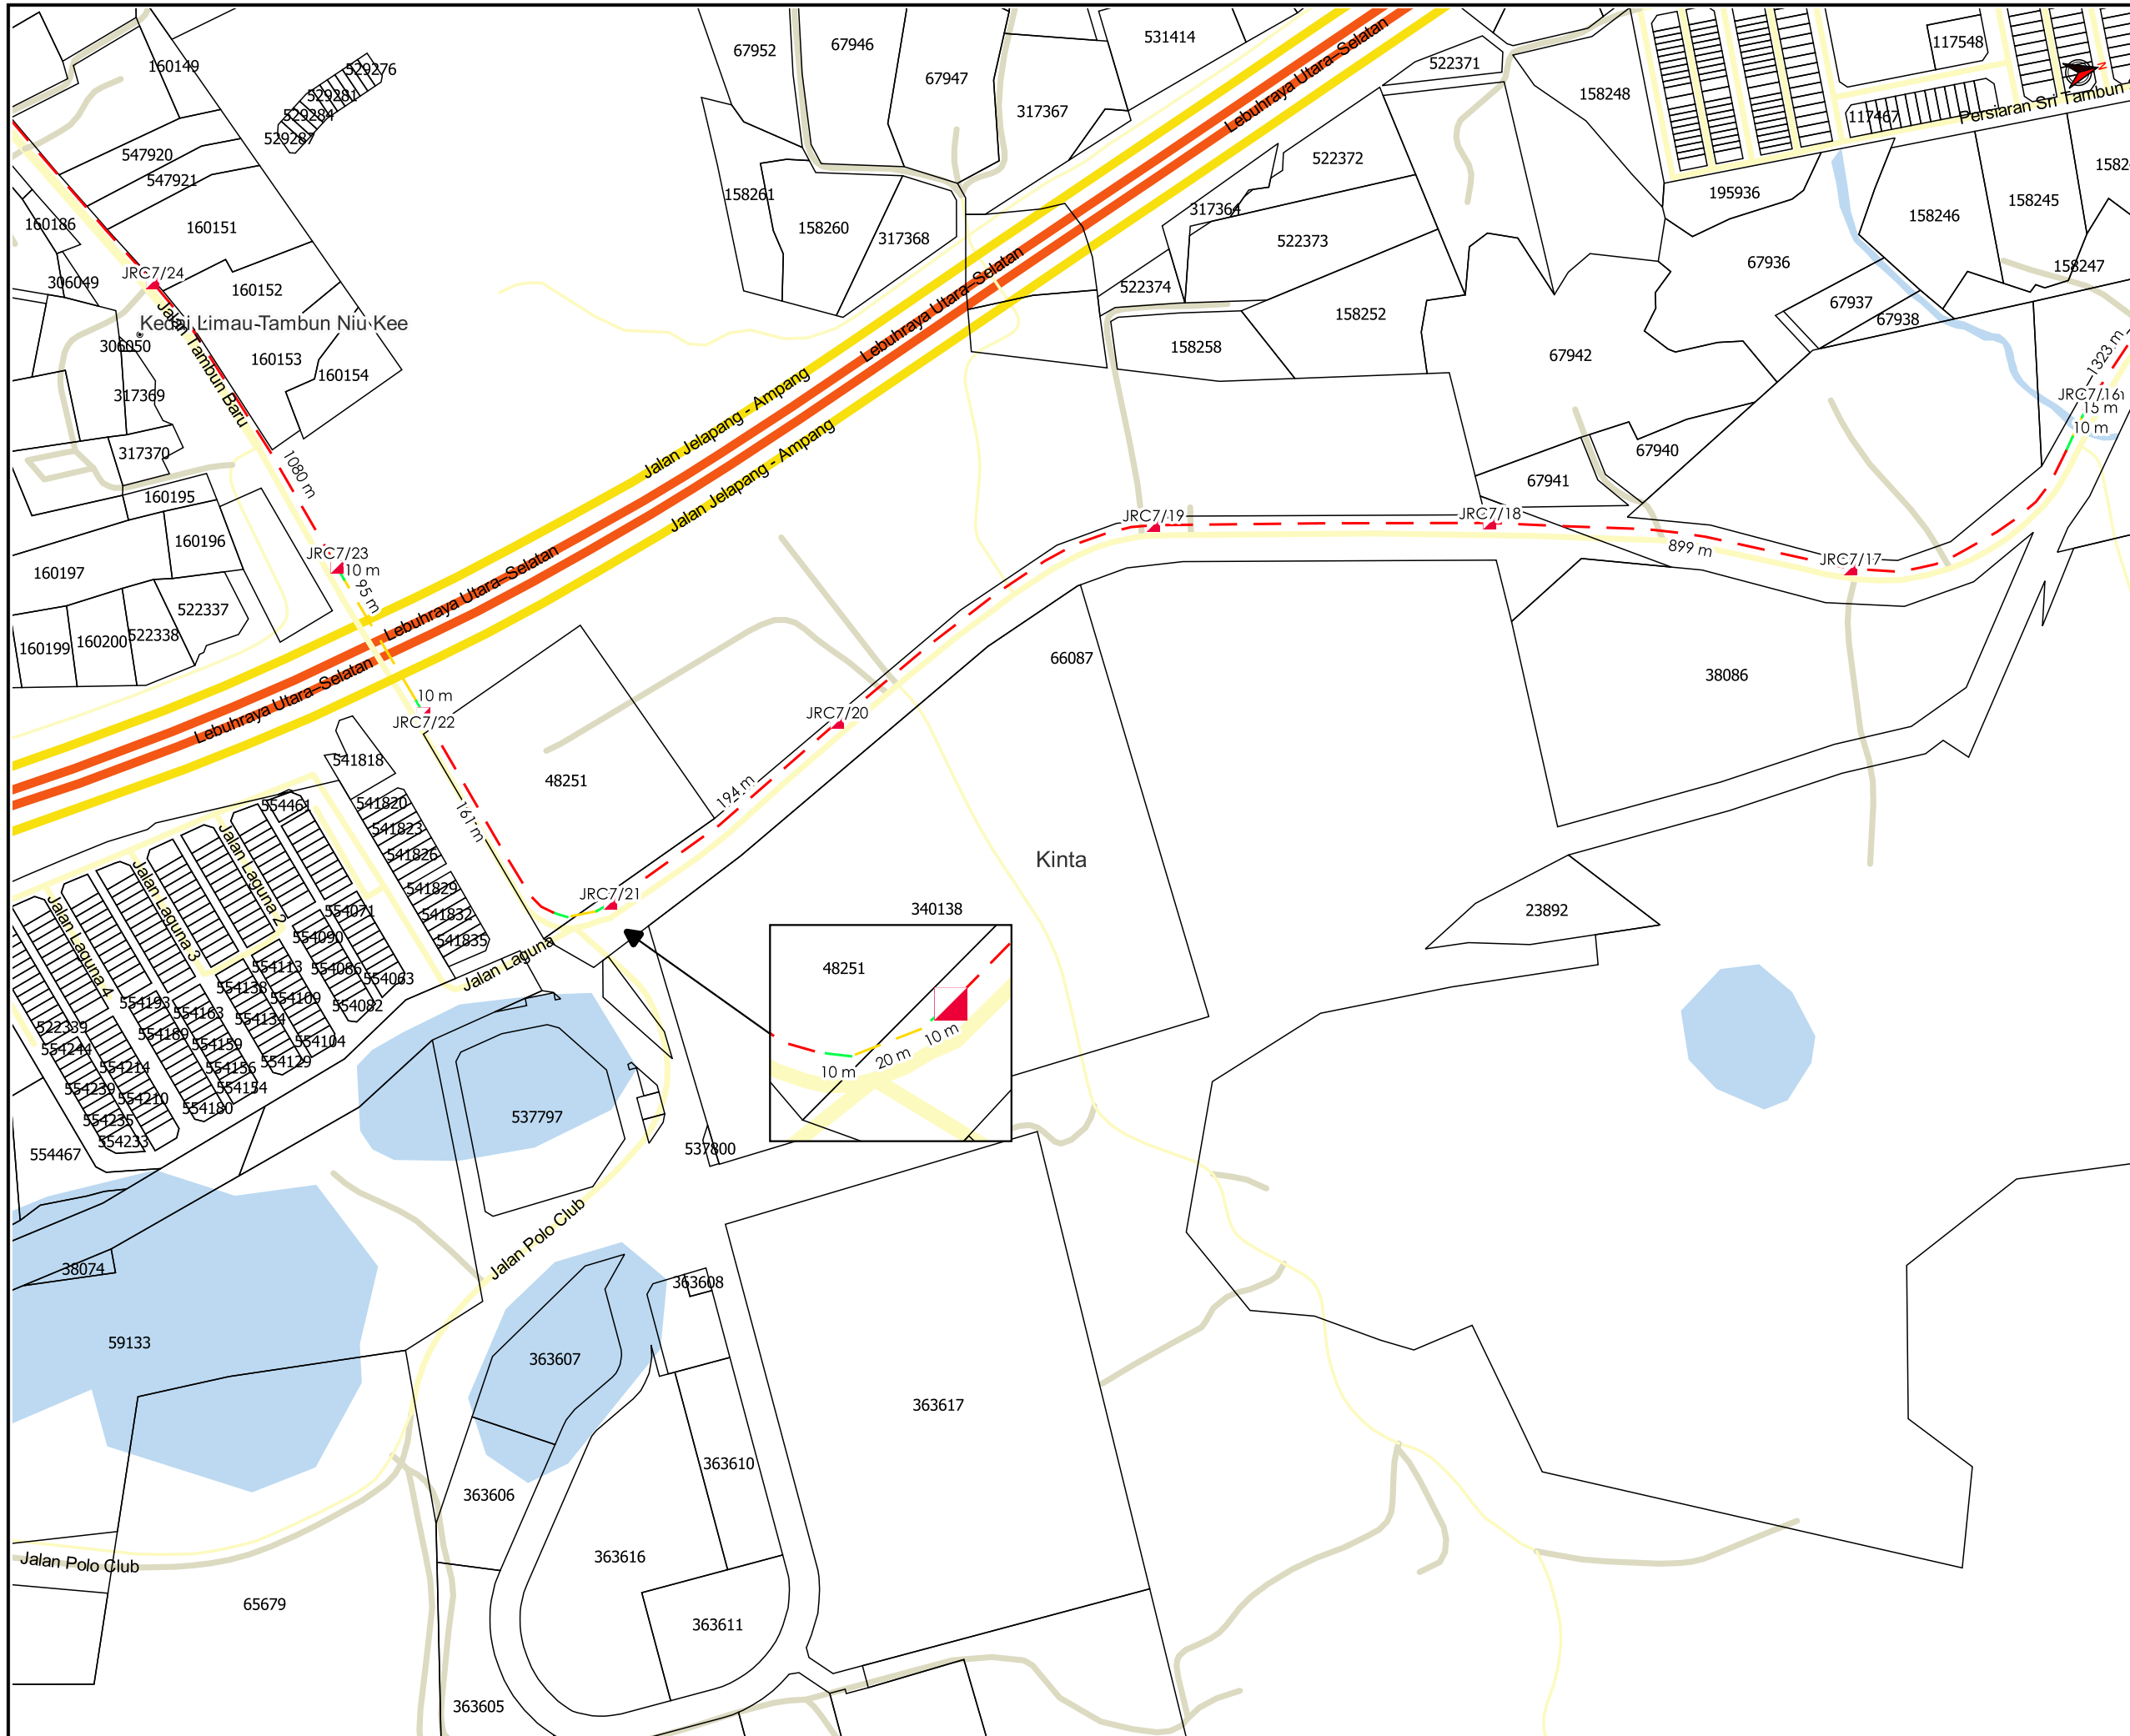 67952
67946
67947
531414
Lebuhraya Utara–Selatan
522371
158248
117548
N
160149
529276
529281
529284
529287
317367
117467
Persiaran Sri Tambun
547920
547921
522372
158261
195936
158246
158245
160186
160151
158260
317368
317364
522373
67936
158247
306049
JRC7/24
160152
522374
158252
67937
67938
Jalan Tambun Baru
Kedai Limau Tambun Niu Kee
306050
160153
160154
Lebuhraya Utara–Selatan
158258
67942
1323 m
317369
Jalan Jelapang - Ampang
JRC7/16
15 m
10 m
317370
1080 m
Jalan Jelapang - Ampang
67940
67941
160195
160196
JRC7/23
10 m
JRC7/19
JRC7/18
899 m
JRC7/17
160197
95 m
Lebuhraya Utara–Selatan
522337
160199
160200
522338
66087
38086
Lebuhraya Utara–Selatan
10 m
JRC7/22
JRC7/20
541818
48251
194 m
554461
541820
541823
541826
161 m
Kinta
Jalan Laguna 2
Jalan Laguna 3
Jalan Laguna 4
541829
541832
541835
JRC7/21
554071
554090
340138
23892
Jalan Laguna
554113
554086
554063
554138
554109
554082
554193
554163
554134
554104
48251
522339
554189
554159
554129
554244
554214
554156
554154
10 m
20 m
10 m
554239
554210
554180
554235
554233
554467
537797
537800
Jalan Polo Club
38074
363608
59133
363607
363617
363610
363606
Jalan Polo Club
363616
65679
363611
363605